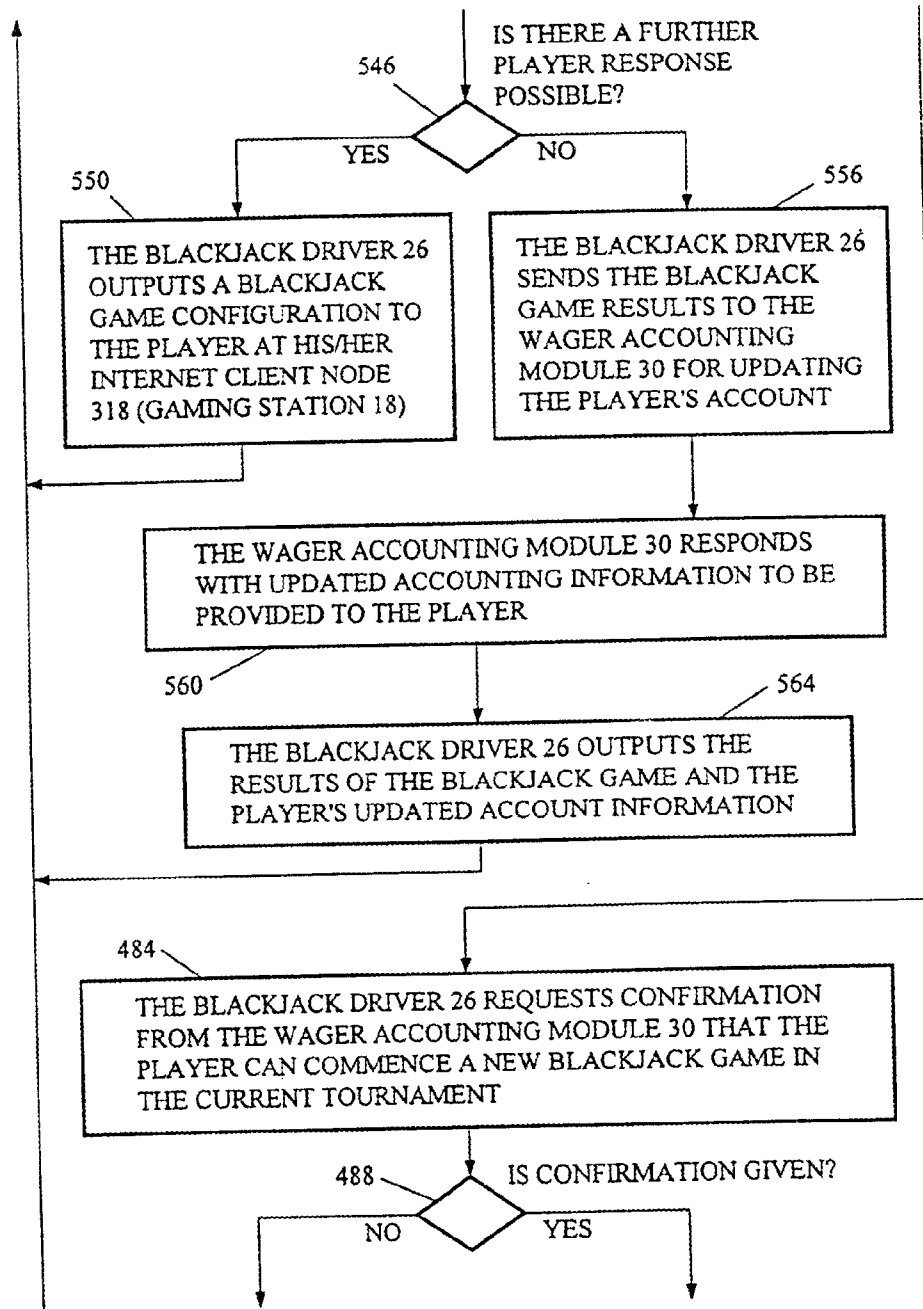 IS THERE A FURTHER
PLAYER RESPONSE
POSSIBLE?
546
YES
NO
550
556
THE BLACKJACK DRIVER 26
OUTPUTS A BLACKJACK
GAME CONFIGURATION TO
THE PLAYER AT HIS/HER
INTERNET CLIENT NODE
318 (GAMING STATION 18)
THE BLACKJACK DRIVER 26
SENDS THE BLACKJACK
GAME RESULTS TO THE
WAGER ACCOUNTING
MODULE 30 FOR UPDATING
THE PLAYER'S ACCOUNT
THE WAGER ACCOUNTING MODULE 30 RESPONDS
WITH UPDATED ACCOUNTING INFORMATION TO BE
PROVIDED TO THE PLAYER
560
564
THE BLACKJACK DRIVER 26 OUTPUTS THE
RESULTS OF THE BLACKJACK GAME AND THE
PLAYER'S UPDATED ACCOUNT INFORMATION
484
THE BLACKJACK DRIVER 26 REQUESTS CONFIRMATION
FROM THE WAGER ACCOUNTING MODULE 30 THAT THE
PLAYER CAN COMMENCE A NEW BLACKJACK GAME IN
THE CURRENT TOURNAMENT
488
IS CONFIRMATION GIVEN?
NO
YES